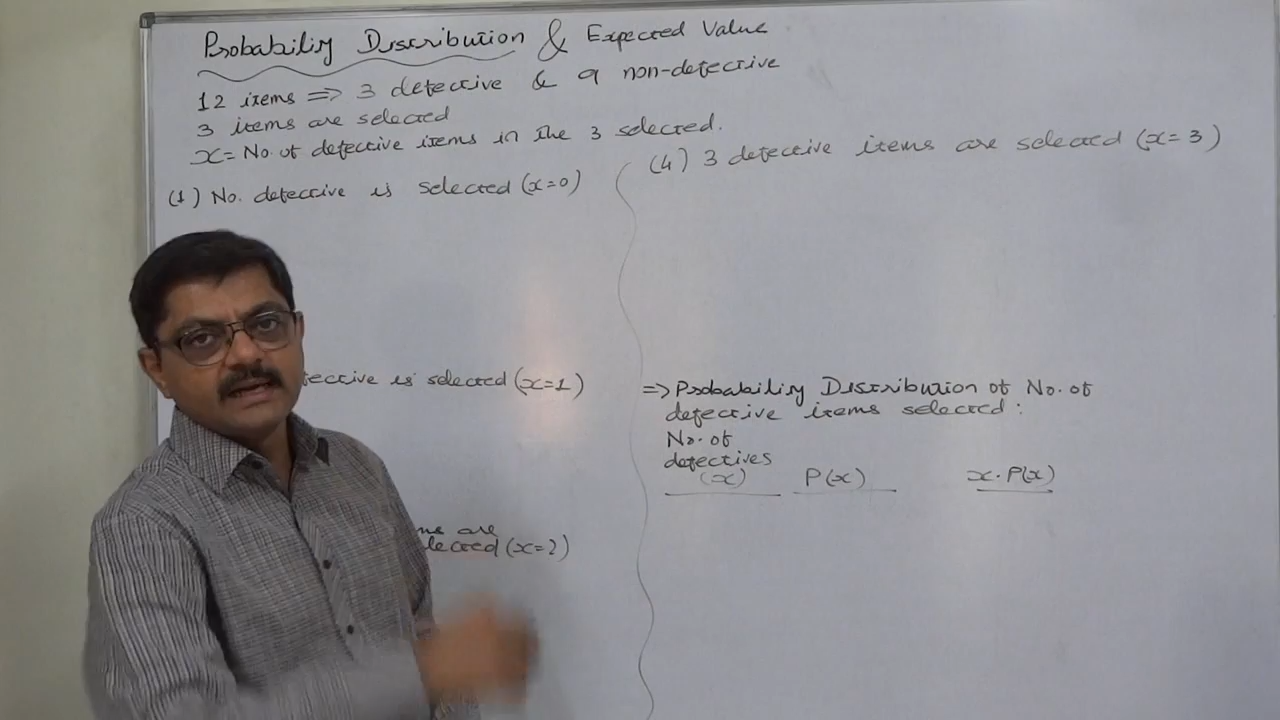 Probability Distribution & Expected Value
12 items => 3 defective & 9 non-defective
3 items are selected
x = No. of defective items in the 3 selected.
(1) No. defective is selected (x=0)
fective is selected (x=1)
ms are
lected (x=2)
(4) 3 defective items are selected (x=3)
=> Probability Distribution of No. of
defective items selected :
No. of
defectives
(x) P(x) x. P(x)